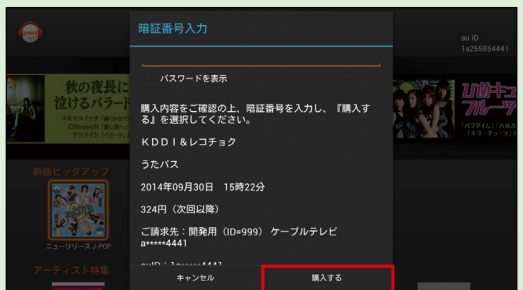 暗証番号入力
au ID
1a255854441
パスワードを表示
購入内容をご確認の上、暗証番号を入力し、『購入す
る』を選択してください。
ＫＤＤＩ＆レコチョク
うたパス
2014年09月30日 15時22分
324円（次回以降）
ご請求先：開発用（ID=999） ケーブルテレビ
a*****4441
auID：1a*****4441
キャンセル
購入する
秋の夜長に
泣けるバラード
新曲ピックアップ
ニューリリース J-POP
アーティスト特集